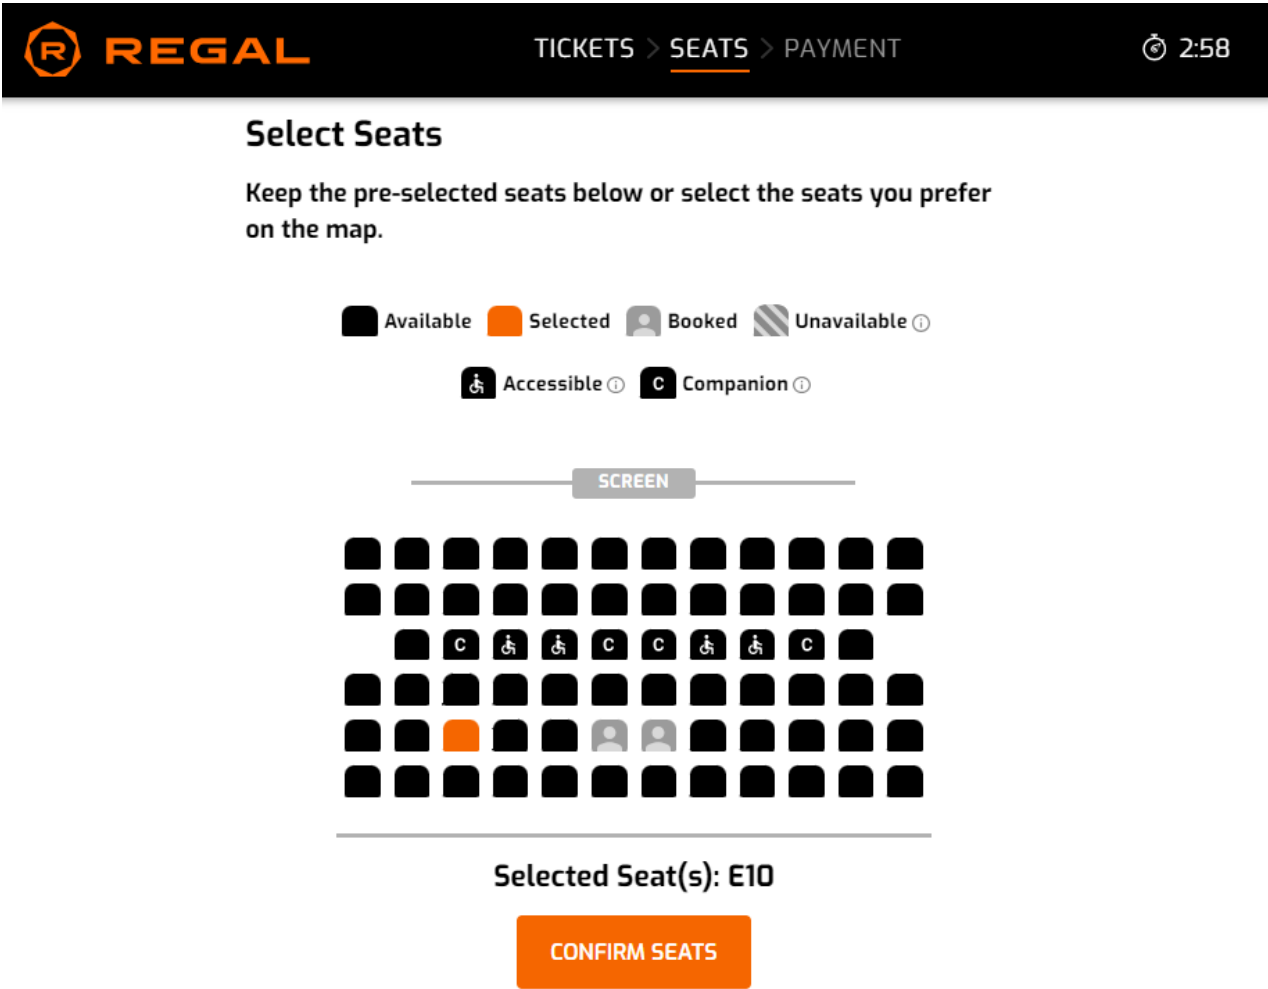 REGAL
TICKETS > SEATS > PAYMENT
2:58
Select Seats
Keep the pre-selected seats below or select the seats you prefer
on the map.
Available Selected Booked Unavailable
Accessible C Companion
SCREEN
C C C C
Selected Seat(s): E10
CONFIRM SEATS